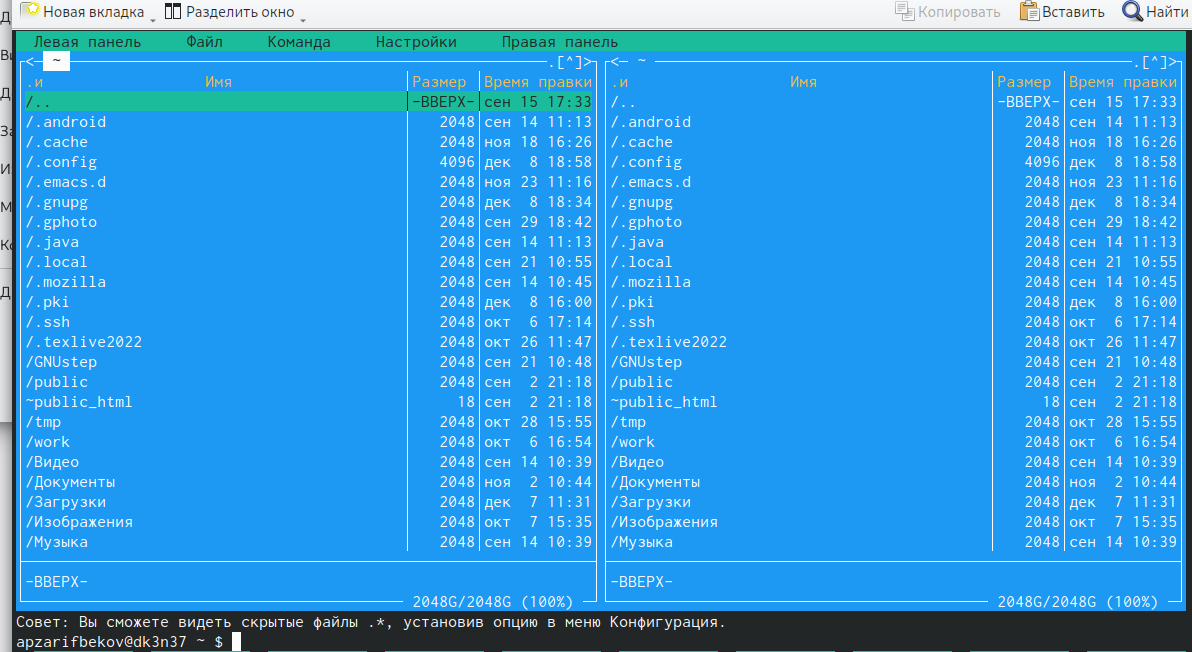 Новая вкладка Разделить окно Копировать Вставить Найти
Левая панель Файл Команда Настройки Правая панель
<─ ~ .[^]> <─ ~ .[^]>
.и Имя Размер Время правки .и Имя Размер Время правки
/.. -ВВЕРХ- сен 15 17:33 /.. -ВВЕРХ- сен 15 17:33
/.android 2048 сен 14 11:13 /.android 2048 сен 14 11:13
/.cache 2048 ноя 18 16:26 /.cache 2048 ноя 18 16:26
/.config 4096 дек 8 18:58 /.config 4096 дек 8 18:58
/.emacs.d 2048 ноя 23 11:16 /.emacs.d 2048 ноя 23 11:16
/.gnupg 2048 дек 8 18:34 /.gnupg 2048 дек 8 18:34
/.gphoto 2048 сен 29 18:42 /.gphoto 2048 сен 29 18:42
/.java 2048 сен 14 11:13 /.java 2048 сен 14 11:13
/.local 2048 сен 21 10:55 /.local 2048 сен 21 10:55
/.mozilla 2048 сен 14 10:45 /.mozilla 2048 сен 14 10:45
/.pki 2048 дек 8 16:00 /.pki 2048 дек 8 16:00
/.ssh 2048 окт 6 17:14 /.ssh 2048 окт 6 17:14
/.texlive2022 2048 окт 26 11:47 /.texlive2022 2048 окт 26 11:47
/GNUstep 2048 сен 21 10:48 /GNUstep 2048 сен 21 10:48
/public 2048 сен 2 21:18 /public 2048 сен 2 21:18
~public_html 18 сен 2 21:18 ~public_html 18 сен 2 21:18
/tmp 2048 окт 28 15:55 /tmp 2048 окт 28 15:55
/work 2048 окт 6 16:54 /work 2048 окт 6 16:54
/Видео 2048 сен 14 10:39 /Видео 2048 сен 14 10:39
/Документы 2048 ноя 2 10:44 /Документы 2048 ноя 2 10:44
/Загрузки 2048 дек 7 11:31 /Загрузки 2048 дек 7 11:31
/Изображения 2048 окт 7 15:35 /Изображения 2048 окт 7 15:35
/Музыка 2048 сен 14 10:39 /Музыка 2048 сен 14 10:39
-ВВЕРХ- -ВВЕРХ-
2048G/2048G (100%) 2048G/2048G (100%)
Совет: Вы сможете видеть скрытые файлы .*, установив опцию в меню Конфигурация.
apzarifbekov@dk3n37 ~ $